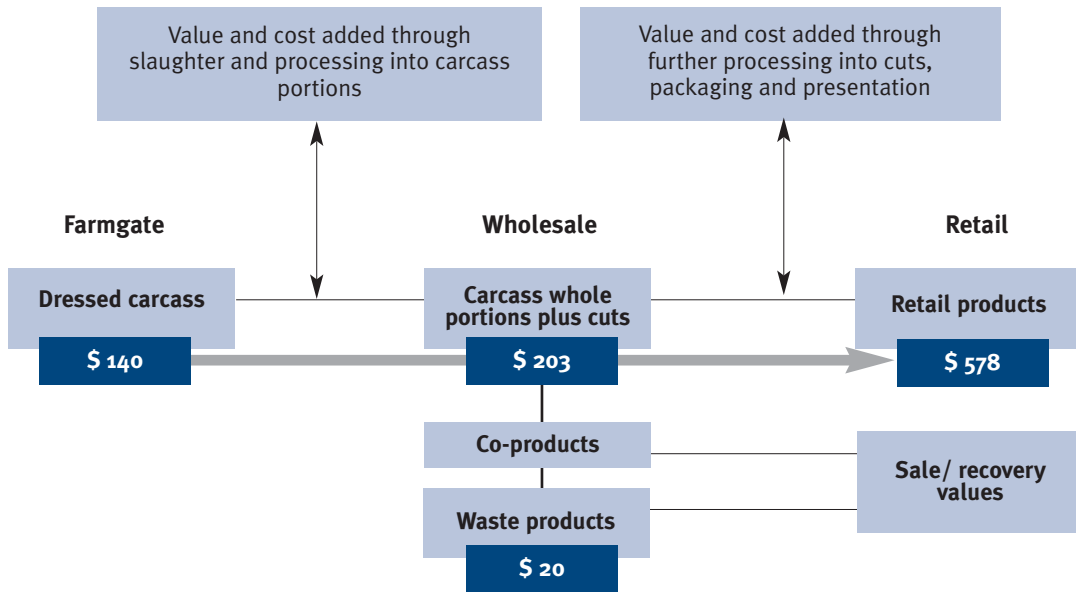 Value and cost added through
slaughter and processing into carcass
portions
Value and cost added through
further processing into cuts,
packaging and presentation
Farmgate
Wholesale
Retail
Dressed carcass
Carcass whole
portions plus cuts
Retail products
$ 140
$ 203
$ 578
Co-products
Sale/ recovery
values
Waste products
$ 20